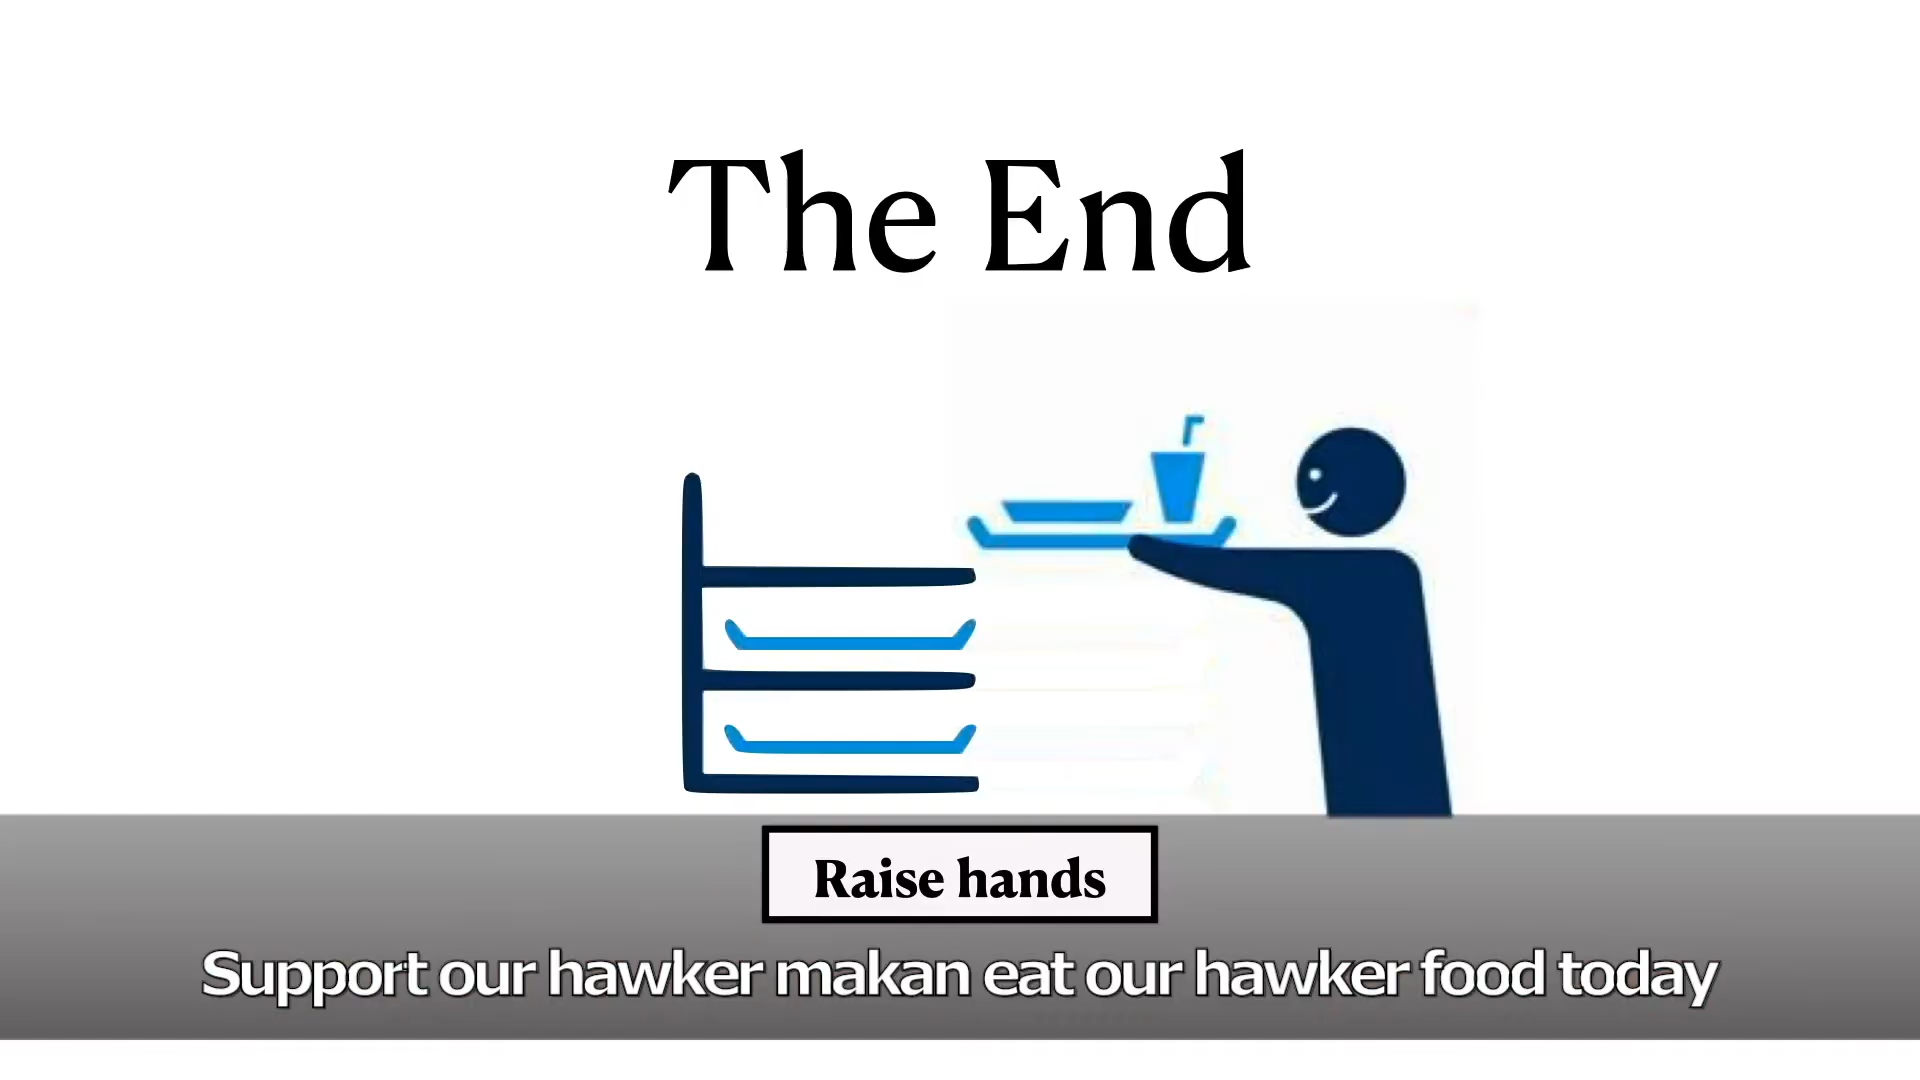 The End
Raise hands
Support our hawker makan eat our hawker food today